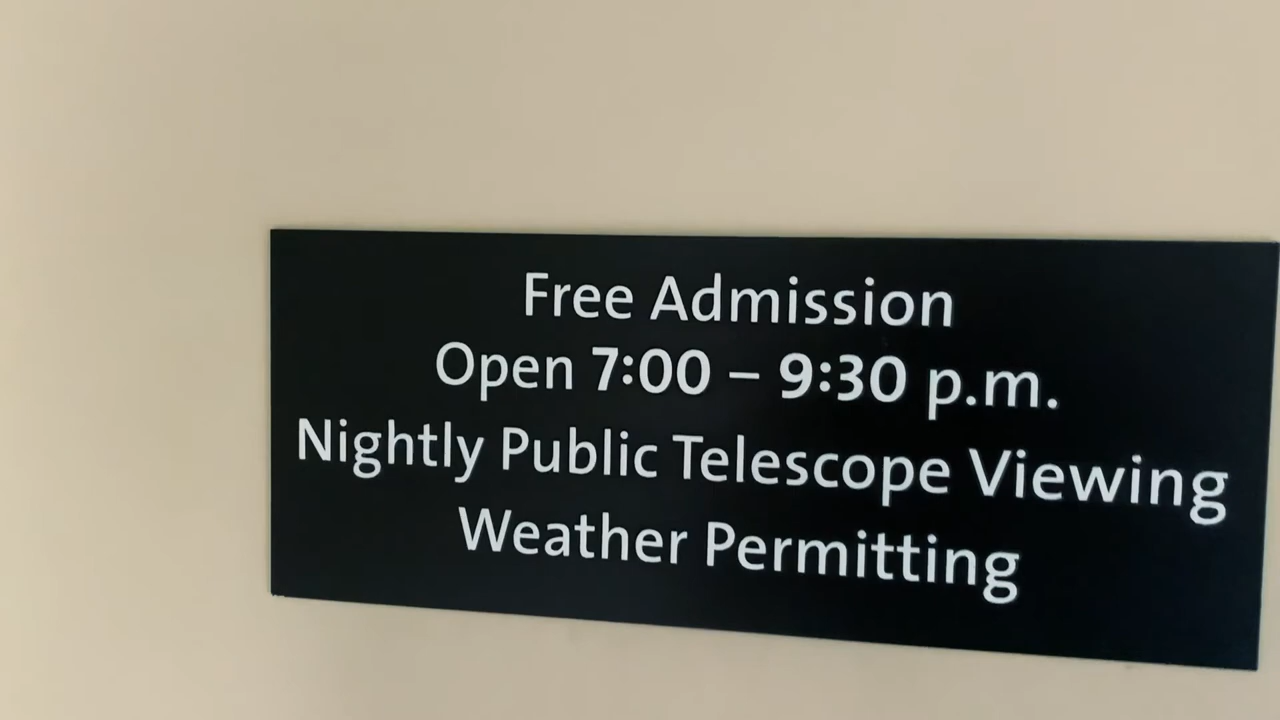 Free Admission
Open 7:00 – 9:30 p.m.
Nightly Public Telescope Viewing
Weather Permitting